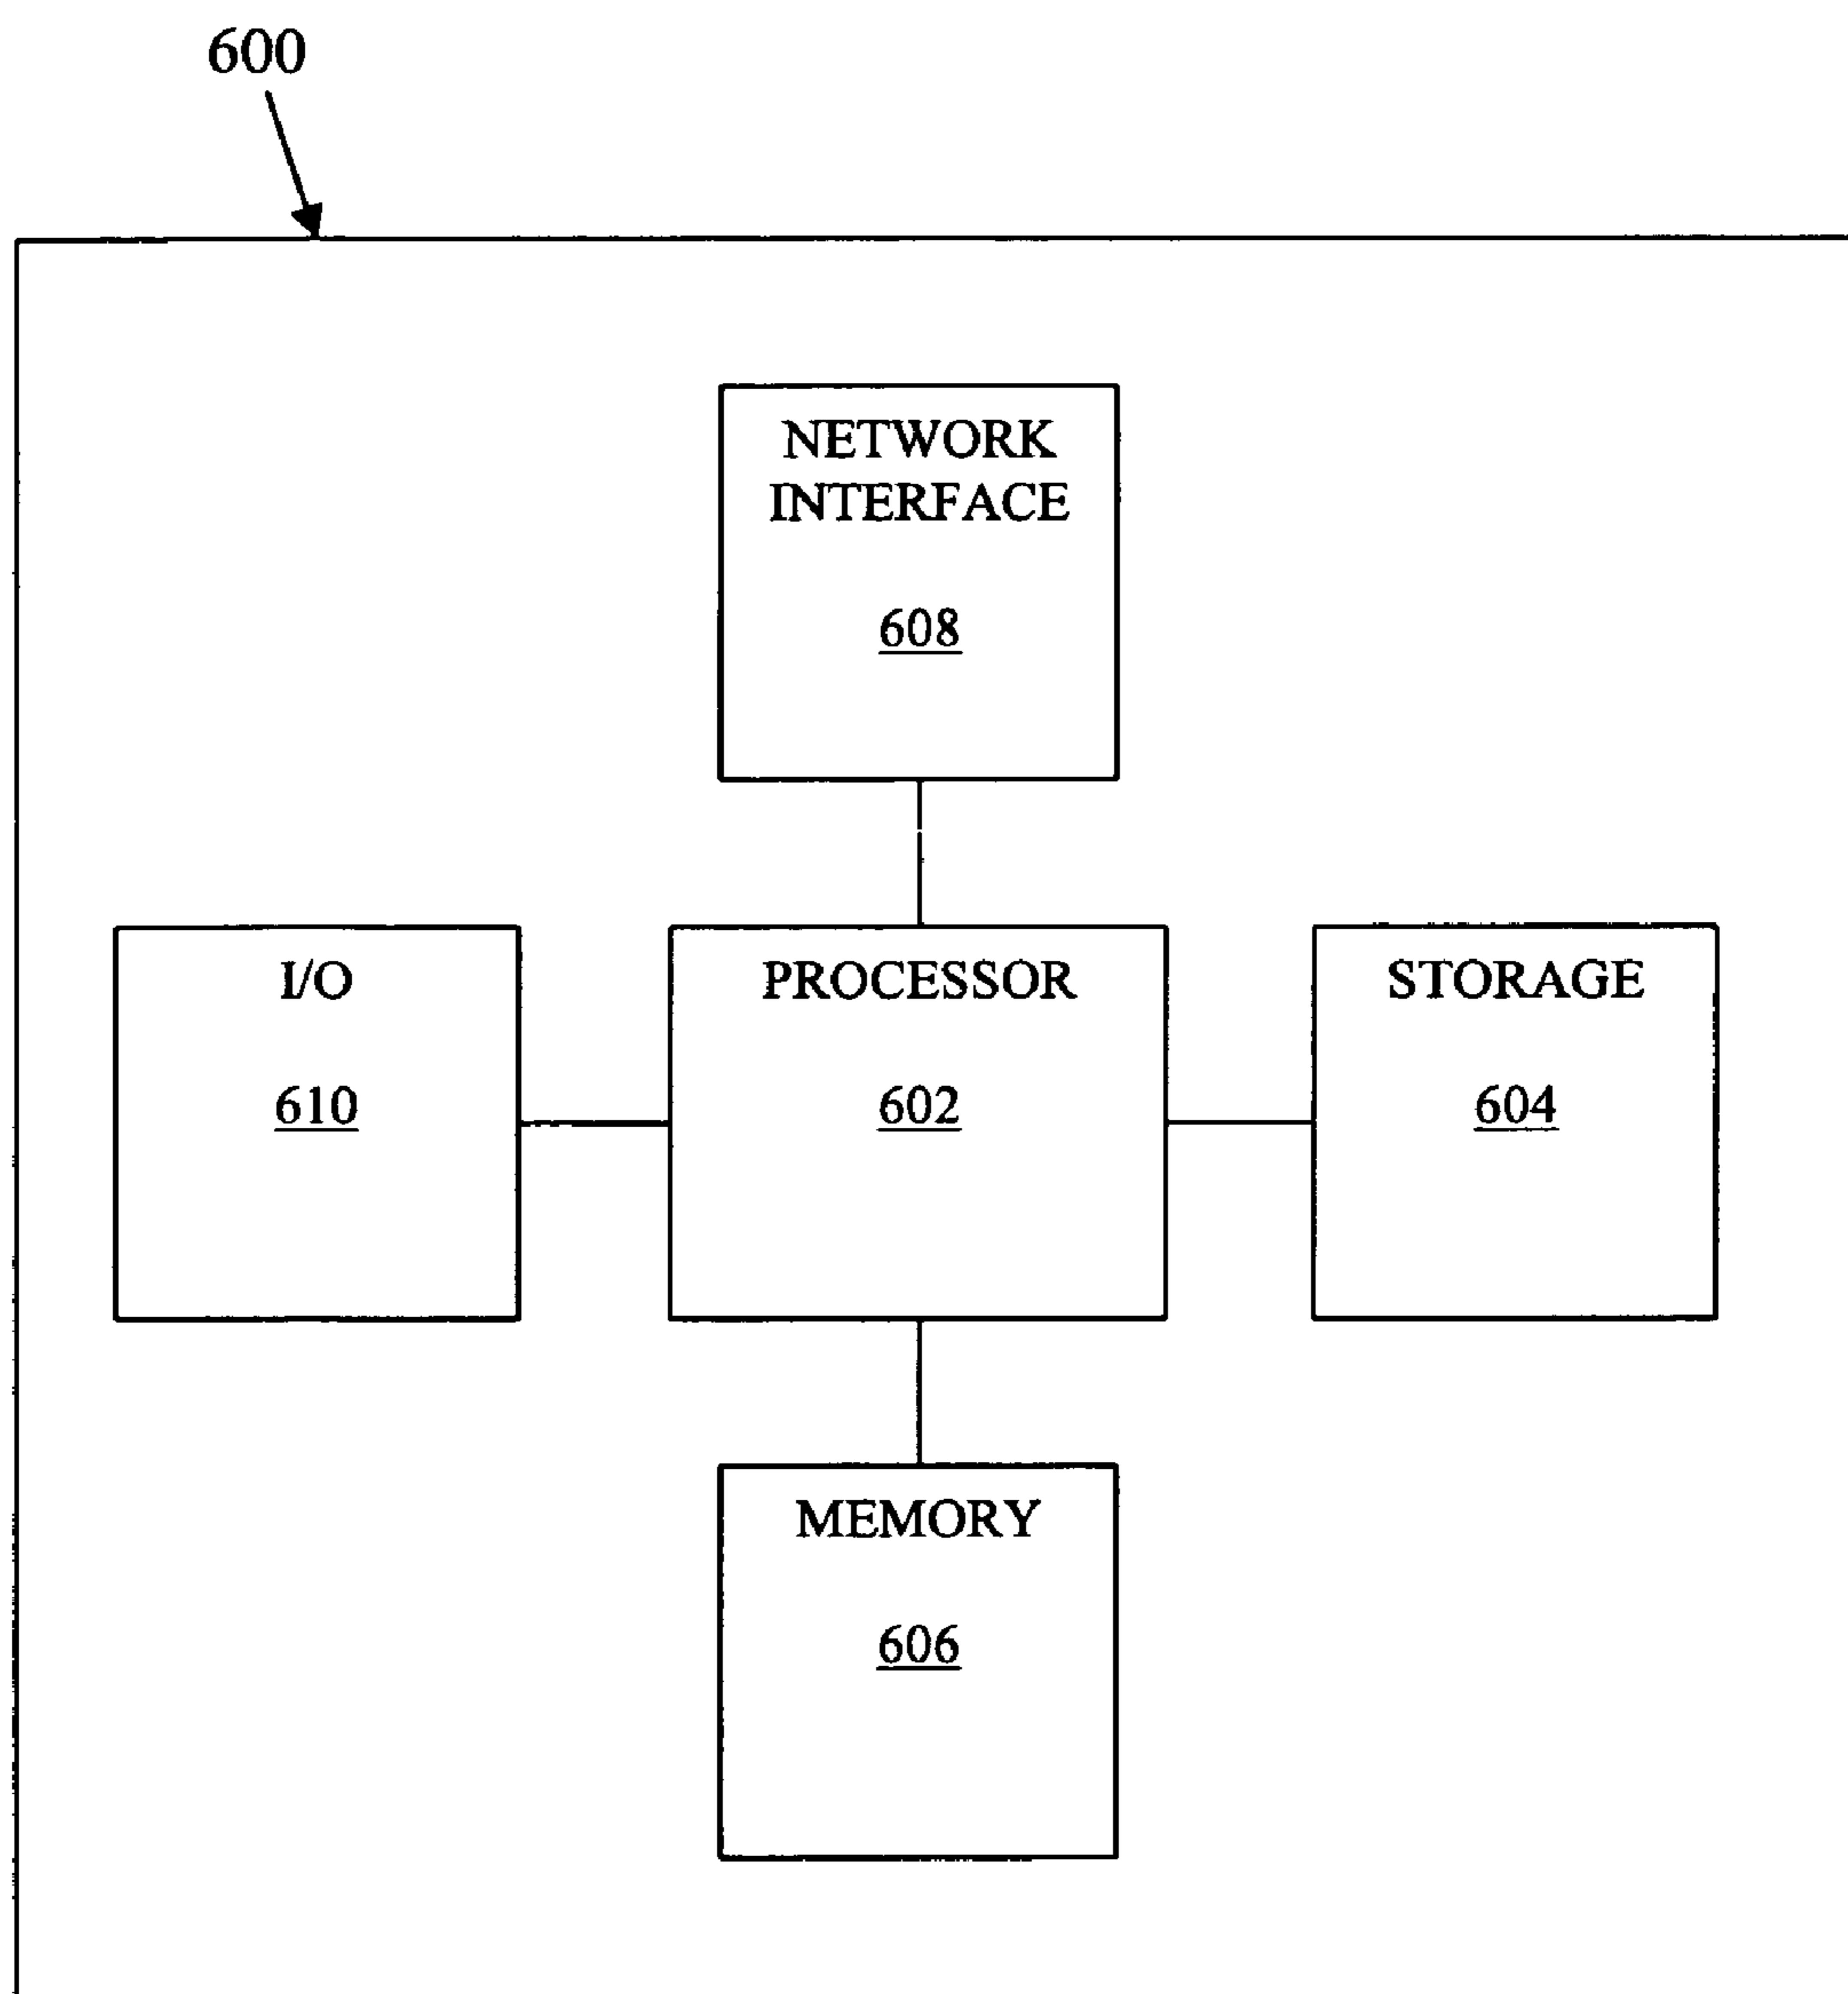 600
NETWORK
INTERFACE
608
I/O
610
PROCESSOR
602
STORAGE
604
MEMORY
606